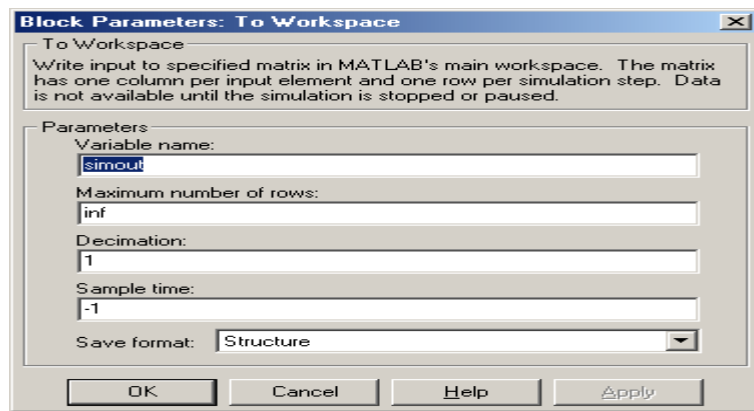 Block Parameters: To Workspace
To Workspace
Write input to specified matrix in MATLAB's main workspace. The matrix
has one column per input element and one row per simulation step. Data
is not available until the simulation is stopped or paused.
Parameters
Variable name:
simout
Maximum number of rows:
inf
Decimation:
1
Sample time:
-1
Save format: Structure
OK Cancel Help Apply